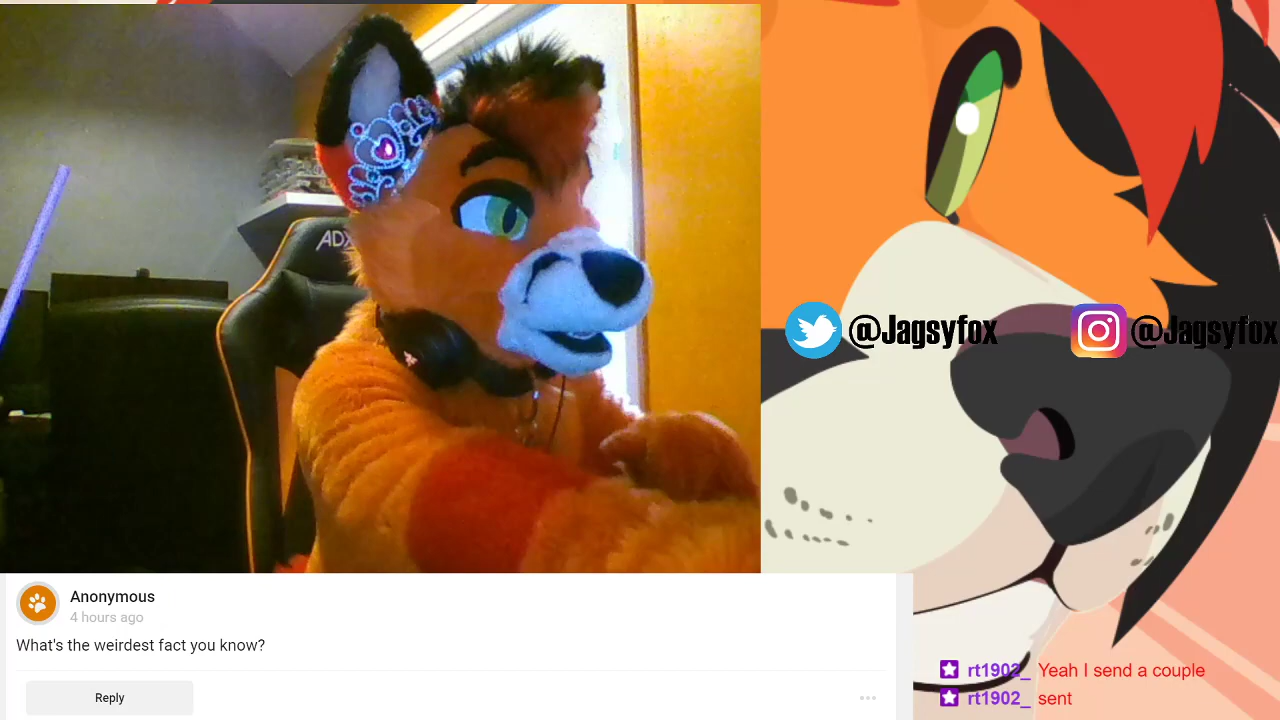 ADX
@Jagsyfox
@Jagsyfox
Anonymous
4 hours ago
What's the weirdest fact you know?
Reply
rt1902_ Yeah I send a couple
rt1902_ sent